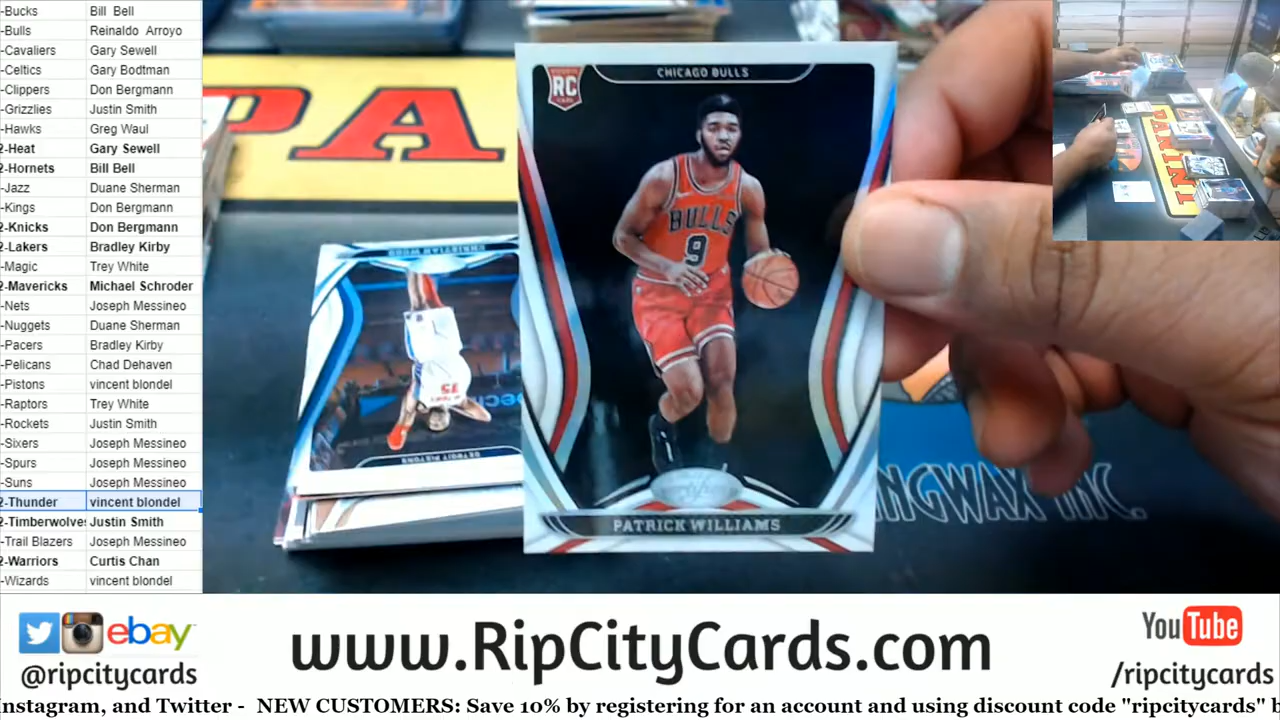 -Bucks Bill Bell
-Bulls Reinaldo Arroyo
-Cavaliers Gary Sewell
-Celtics Gary Bodtman
-Clippers Don Bergmann
-Grizzlies Justin Smith
-Hawks Greg Waul
2-Heat Gary Sewell
2-Hornets Bill Bell
-Jazz Duane Sherman
-Kings Don Bergmann
2-Knicks Don Bergmann
2-Lakers Bradley Kirby
-Magic Trey White
2-Mavericks Michael Schroder
-Nets Joseph Messineo
-Nuggets Duane Sherman
-Pacers Bradley Kirby
-Pelicans Chad Dehaven
-Pistons vincent blondel
-Raptors Trey White
-Rockets Justin Smith
-Sixers Joseph Messineo
-Spurs Joseph Messineo
-Suns Joseph Messineo
2-Thunder vincent blondel
2-Timberwolves Justin Smith
-Trail Blazers Joseph Messineo
2-Warriors Curtis Chan
-Wizards vincent blondel
PA
CHICAGO BULLS
RC
BULLS
9
PATRICK WILLIAMS
CHRISTIAN WOOD
35
DETROIT PISTONS
PANINI
NGWAX INC.
ebay
@ripcitycards
www.RipCityCards.com
YouTube
/ripcitycards
instagram, and Twitter - NEW CUSTOMERS: Save 10% by registering for an account and using discount code "ripcitycards"